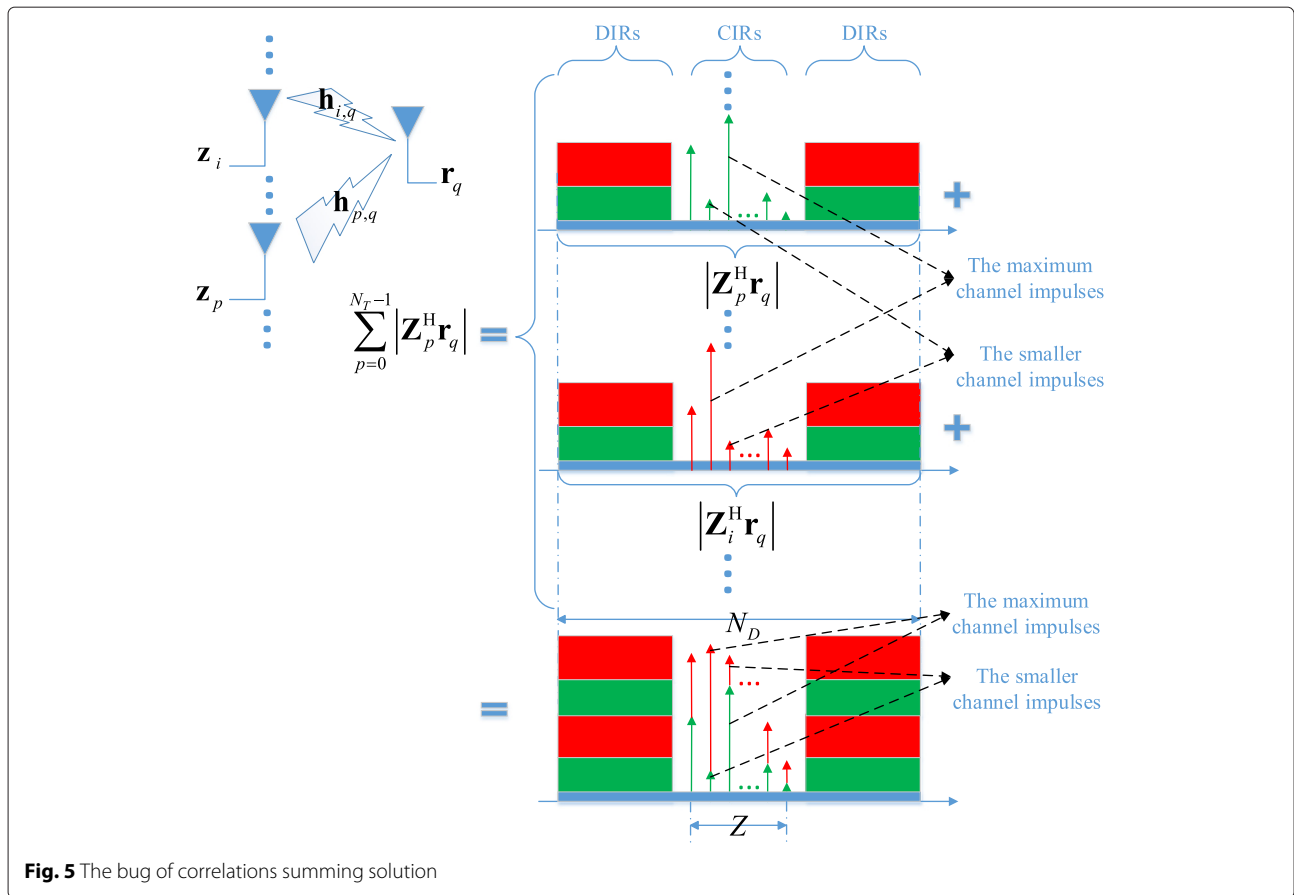 DIRs CIRs DIRs
h_{i,q}
z_i
r_q
h_{p,q}
z_p
|Z_p^H r_q|
The maximum
channel impulses
\sum_{p=0}^{N_T-1} |Z_p^H r_q| =
The smaller
channel impulses
|Z_i^H r_q|
The maximum
channel impulses
N_D
The smaller
channel impulses
=
Z
Fig. 5 The bug of correlations summing solution